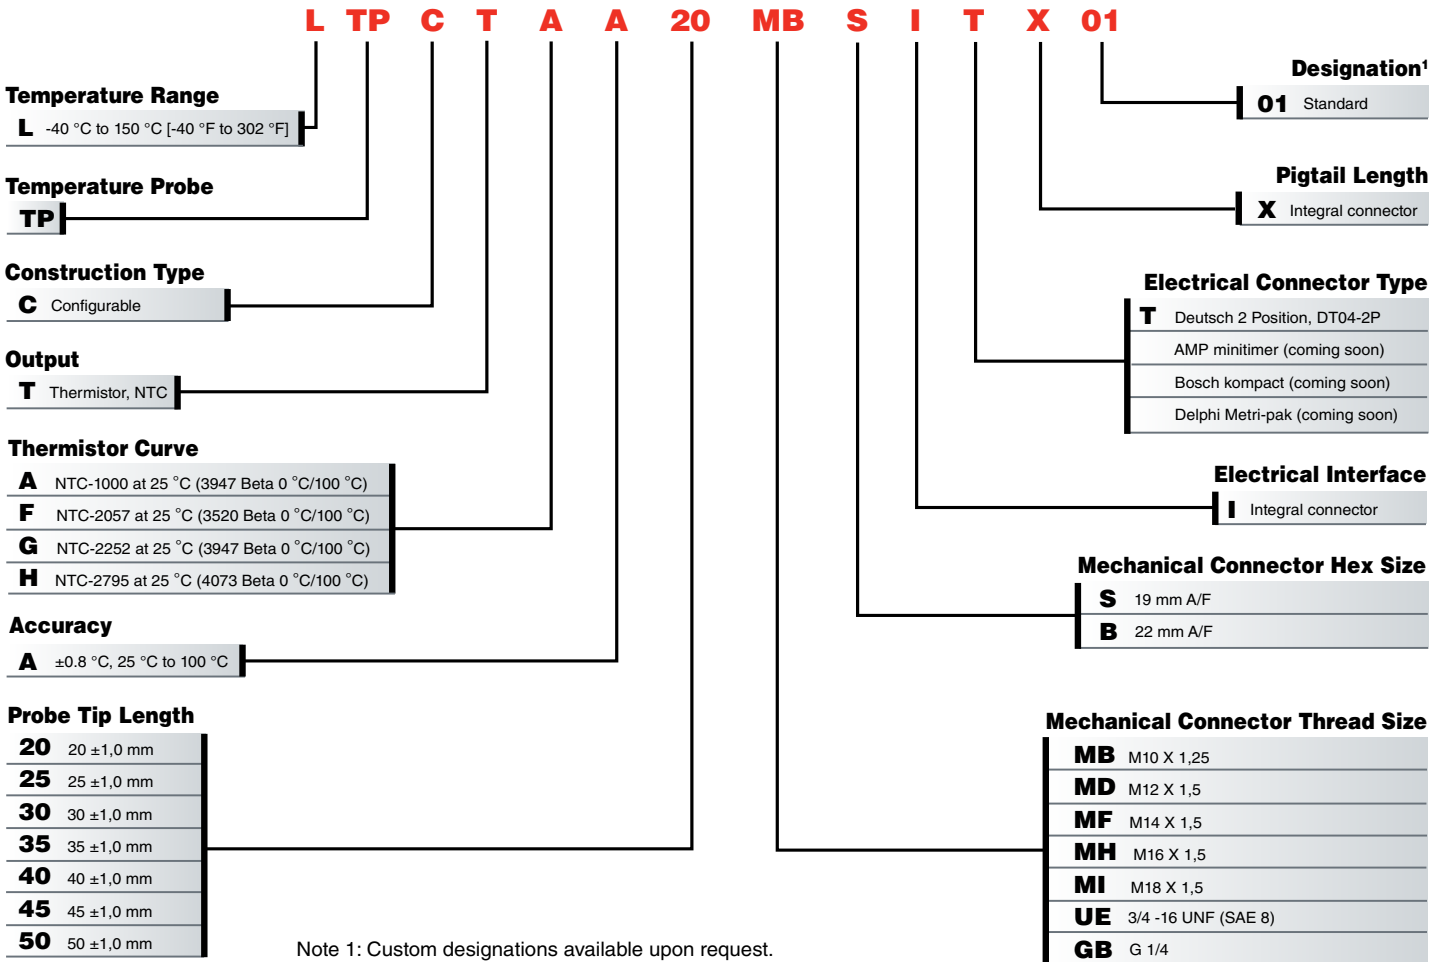 L TP C T A A 20 MB S I T X 01
Temperature Range
L -40 °C to 150 °C [-40 °F to 302 °F]
Temperature Probe
TP
Construction Type
C Configurable
Output
T Thermistor, NTC
Thermistor Curve
A NTC-1000 at 25 °C (3947 Beta 0 °C/100 °C)
F NTC-2057 at 25 °C (3520 Beta 0 °C/100 °C)
G NTC-2252 at 25 °C (3947 Beta 0 °C/100 °C)
H NTC-2795 at 25 °C (4073 Beta 0 °C/100 °C)
Accuracy
A ±0.8 °C, 25 °C to 100 °C
Probe Tip Length
20 20 ±1,0 mm
25 25 ±1,0 mm
30 30 ±1,0 mm
35 35 ±1,0 mm
40 40 ±1,0 mm
45 45 ±1,0 mm
50 50 ±1,0 mm
Note 1: Custom designations available upon request.
Designation¹
01 Standard
Pigtail Length
X Integral connector
Electrical Connector Type
T Deutsch 2 Position, DT04-2P
AMP minitimer (coming soon)
Bosch kompact (coming soon)
Delphi Metri-pak (coming soon)
Electrical Interface
I Integral connector
Mechanical Connector Hex Size
S 19 mm A/F
B 22 mm A/F
Mechanical Connector Thread Size
MB M10 X 1,25
MD M12 X 1,5
MF M14 X 1,5
MH M16 X 1,5
MI M18 X 1,5
UE 3/4 -16 UNF (SAE 8)
GB G 1/4